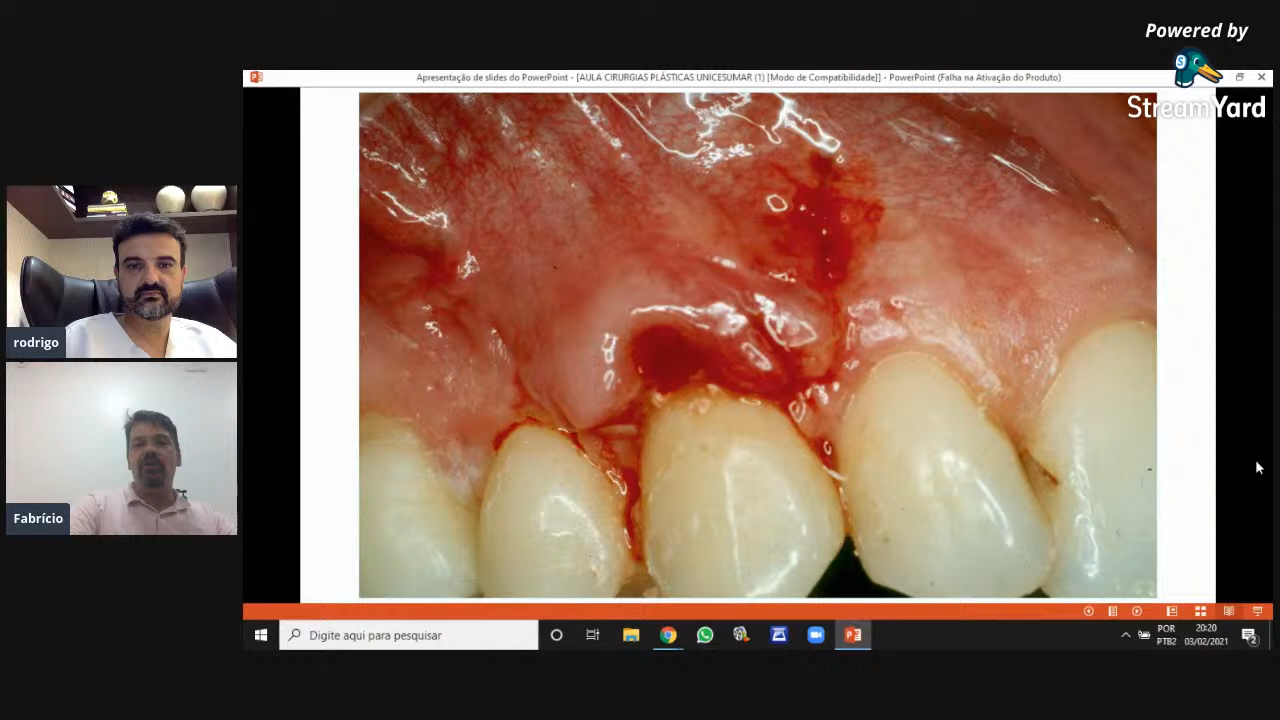 Powered by
StreamYard
Apresentação de slides do PowerPoint - [AULA CIRURGIAS PLÁSTICAS UNICESUMAR (1) [Modo de Compatibilidade]] - PowerPoint (Falha na Ativação do Produto)
rodrigo
Fabrício
Digite aqui para pesquisar
POR
PTB2
20:20
03/02/2021
2